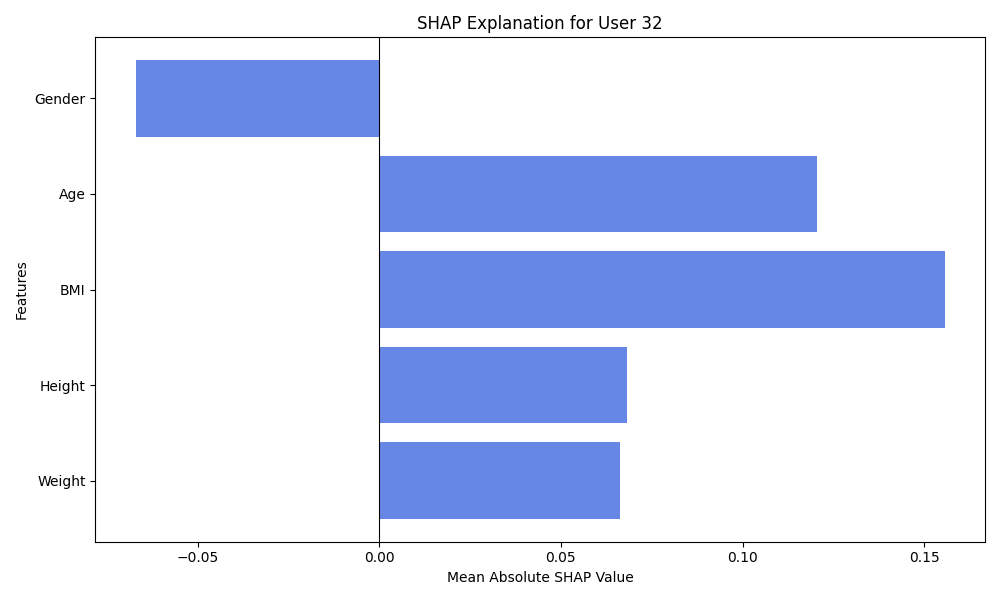 SHAP Explanation for User 32
Features
Gender
Age
BMI
Height
Weight
−0.05
0.00
0.05
0.10
0.15
Mean Absolute SHAP Value